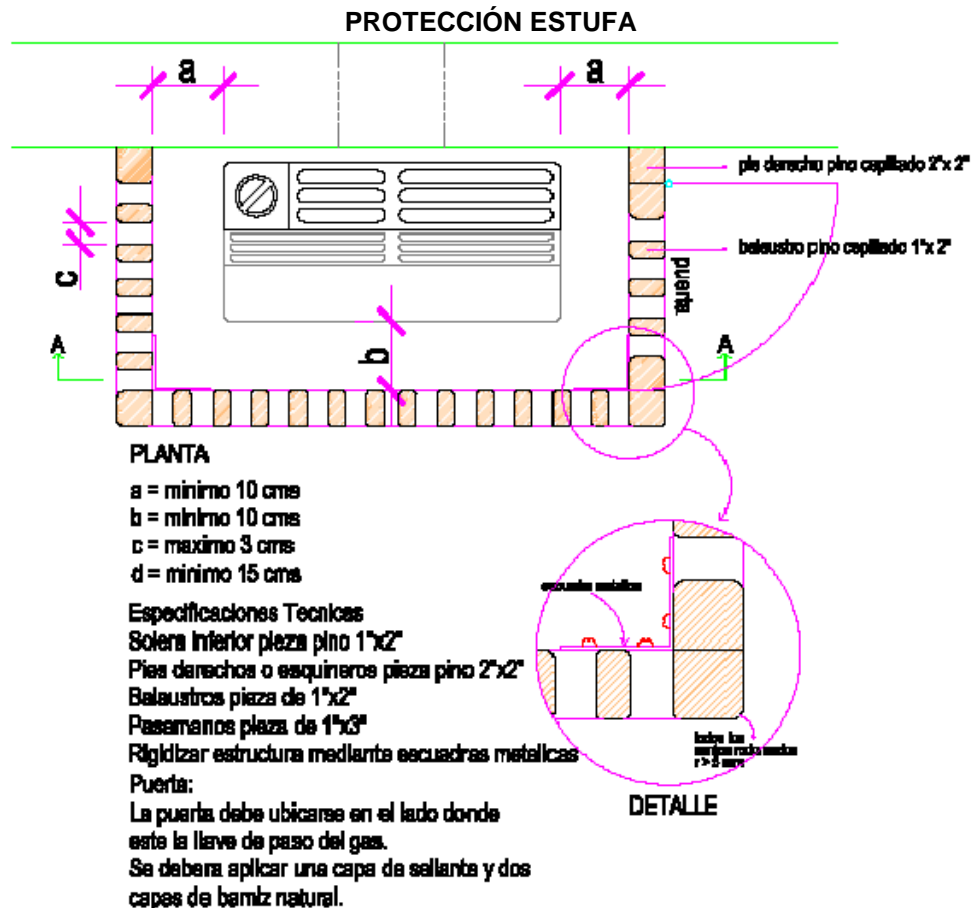 PROTECCIÓN ESTUFA
a
a
pie derecho pino cepillado 2"x 2"
balaustro pino cepillado 1"x 2"
puerta
c
b
A
A
PLANTA
a = minimo 10 cms
b = minimo 10 cms
c = maximo 3 cms
d = minimo 15 cms
Especificaciones Tecnicas
Solera inferior pieza pino 1"x2"
Pies derechos o esquineros pieza pino 2"x2"
Balaustros pieza de 1"x2"
Pasamanos pieza de 1"x3"
Rigidizar estructura mediante escuadras metalicas
Puerta:
La puerta debe ubicarse en el lado donde
este la llave de paso del gas.
Se debera aplicar una capa de sellante y dos
capas de barniz natural.
escuadra metalica
todos los
DETALLE